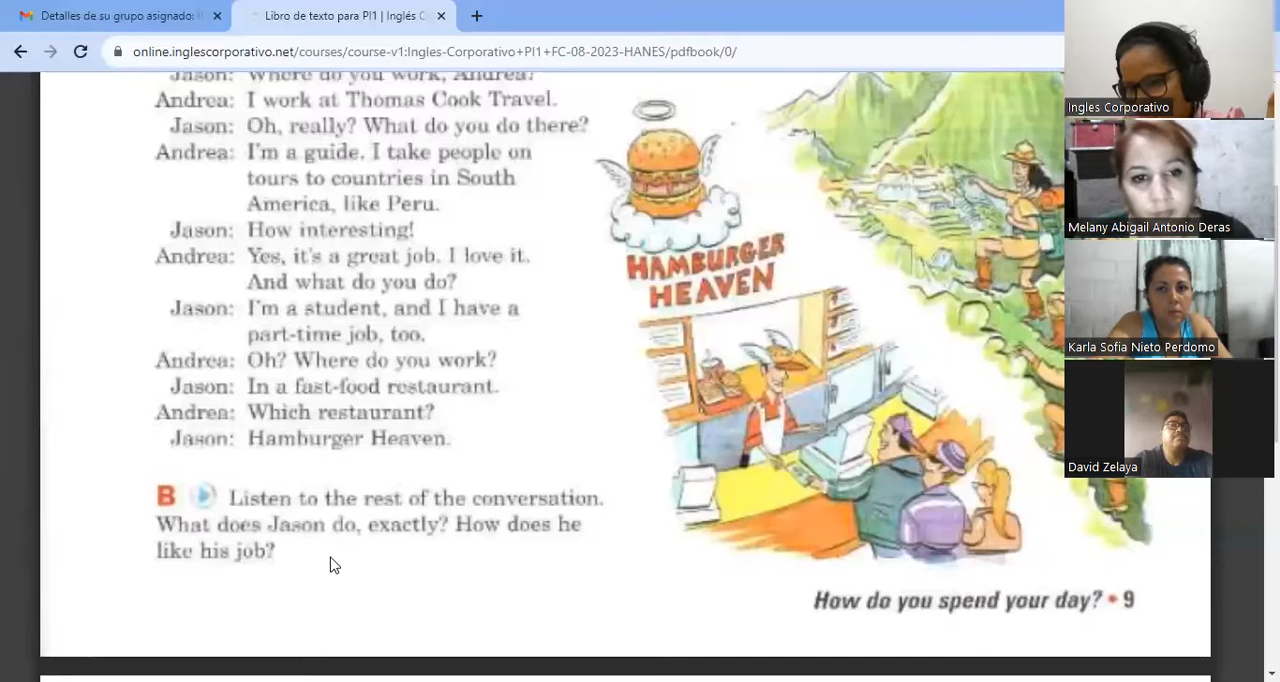 Detalles de su grupo asignado
Libro de texto para PI1 | Inglés C
online.inglescorporativo.net/courses/course-v1:Ingles-Corporativo+PI1+FC-08-2023-HANES/pdfbook/0/
Jason: Where do you work, Andrea?
Andrea: I work at Thomas Cook Travel.
Jason: Oh, really? What do you do there?
Andrea: I'm a guide. I take people on
tours to countries in South
America, like Peru.
Jason: How interesting!
Andrea: Yes, it's a great job. I love it.
And what do you do?
Jason: I'm a student, and I have a
part-time job, too.
Andrea: Oh? Where do you work?
Jason: In a fast-food restaurant.
Andrea: Which restaurant?
Jason: Hamburger Heaven.
B Listen to the rest of the conversation.
What does Jason do, exactly? How does he
like his job?
HAMBURGER
HEAVEN
How do you spend your day? • 9
Ingles Corporativo
Melany Abigail Antonio Deras
Karla Sofia Nieto Perdomo
David Zelaya